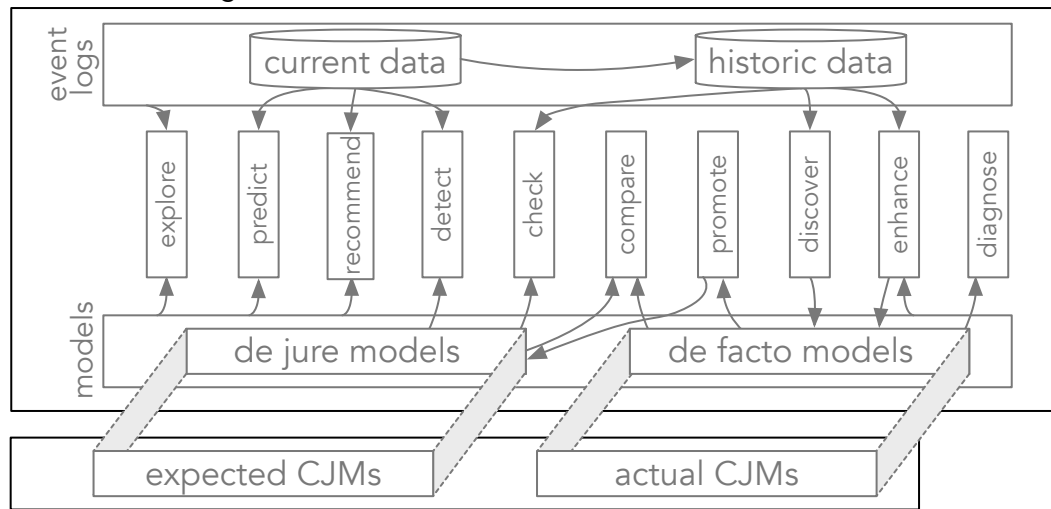 event
logs
current data
historic data
explore
predict
recommend
detect
check
compare
promote
discover
enhance
diagnose
models
de jure models
de facto models
expected CJMs
actual CJMs